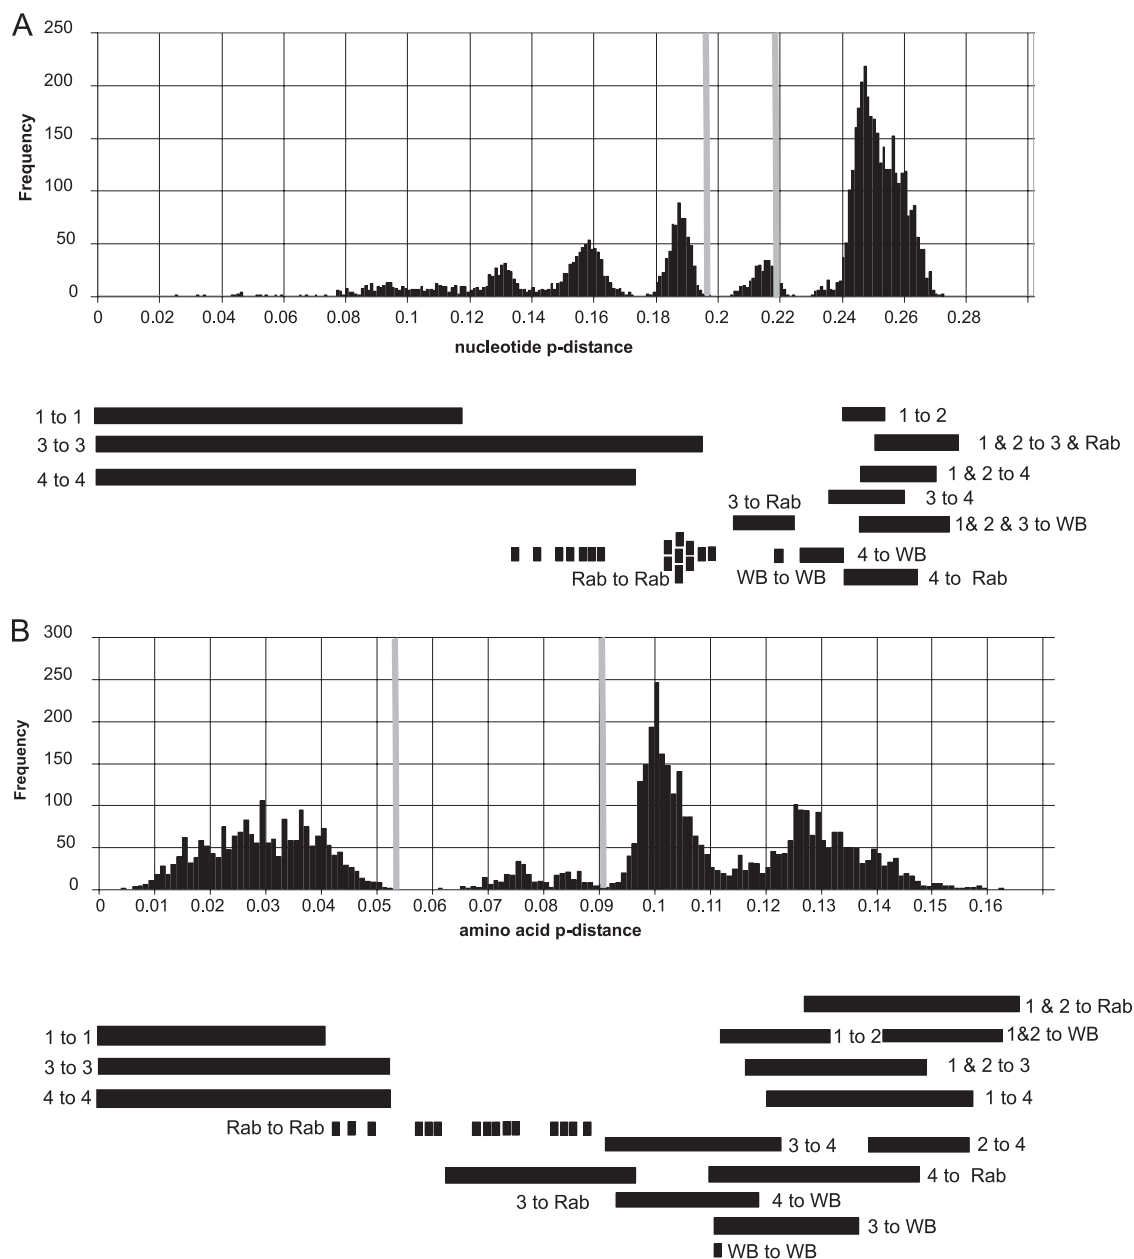 A
250
200
150
100
50
0
Frequency
0 0.02 0.04 0.06 0.08 0.1 0.12 0.14 0.16 0.18 0.2 0.22 0.24 0.26 0.28
nucleotide p-distance
1 to 1
1 to 2
3 to 3
1 & 2 to 3 & Rab
4 to 4
1 & 2 to 4
3 to 4
3 to Rab
1& 2 & 3 to WB
Rab to Rab
WB to WB
4 to WB
4 to Rab
B
300
250
200
150
100
50
0
Frequency
0 0.01 0.02 0.03 0.04 0.05 0.06 0.07 0.08 0.09 0.1 0.11 0.12 0.13 0.14 0.15 0.16
amino acid p-distance
1 & 2 to Rab
1 to 1
1 to 2
1&2 to WB
3 to 3
1 & 2 to 3
4 to 4
1 to 4
Rab to Rab
3 to 4
2 to 4
4 to Rab
3 to Rab
4 to WB
3 to WB
WB to WB